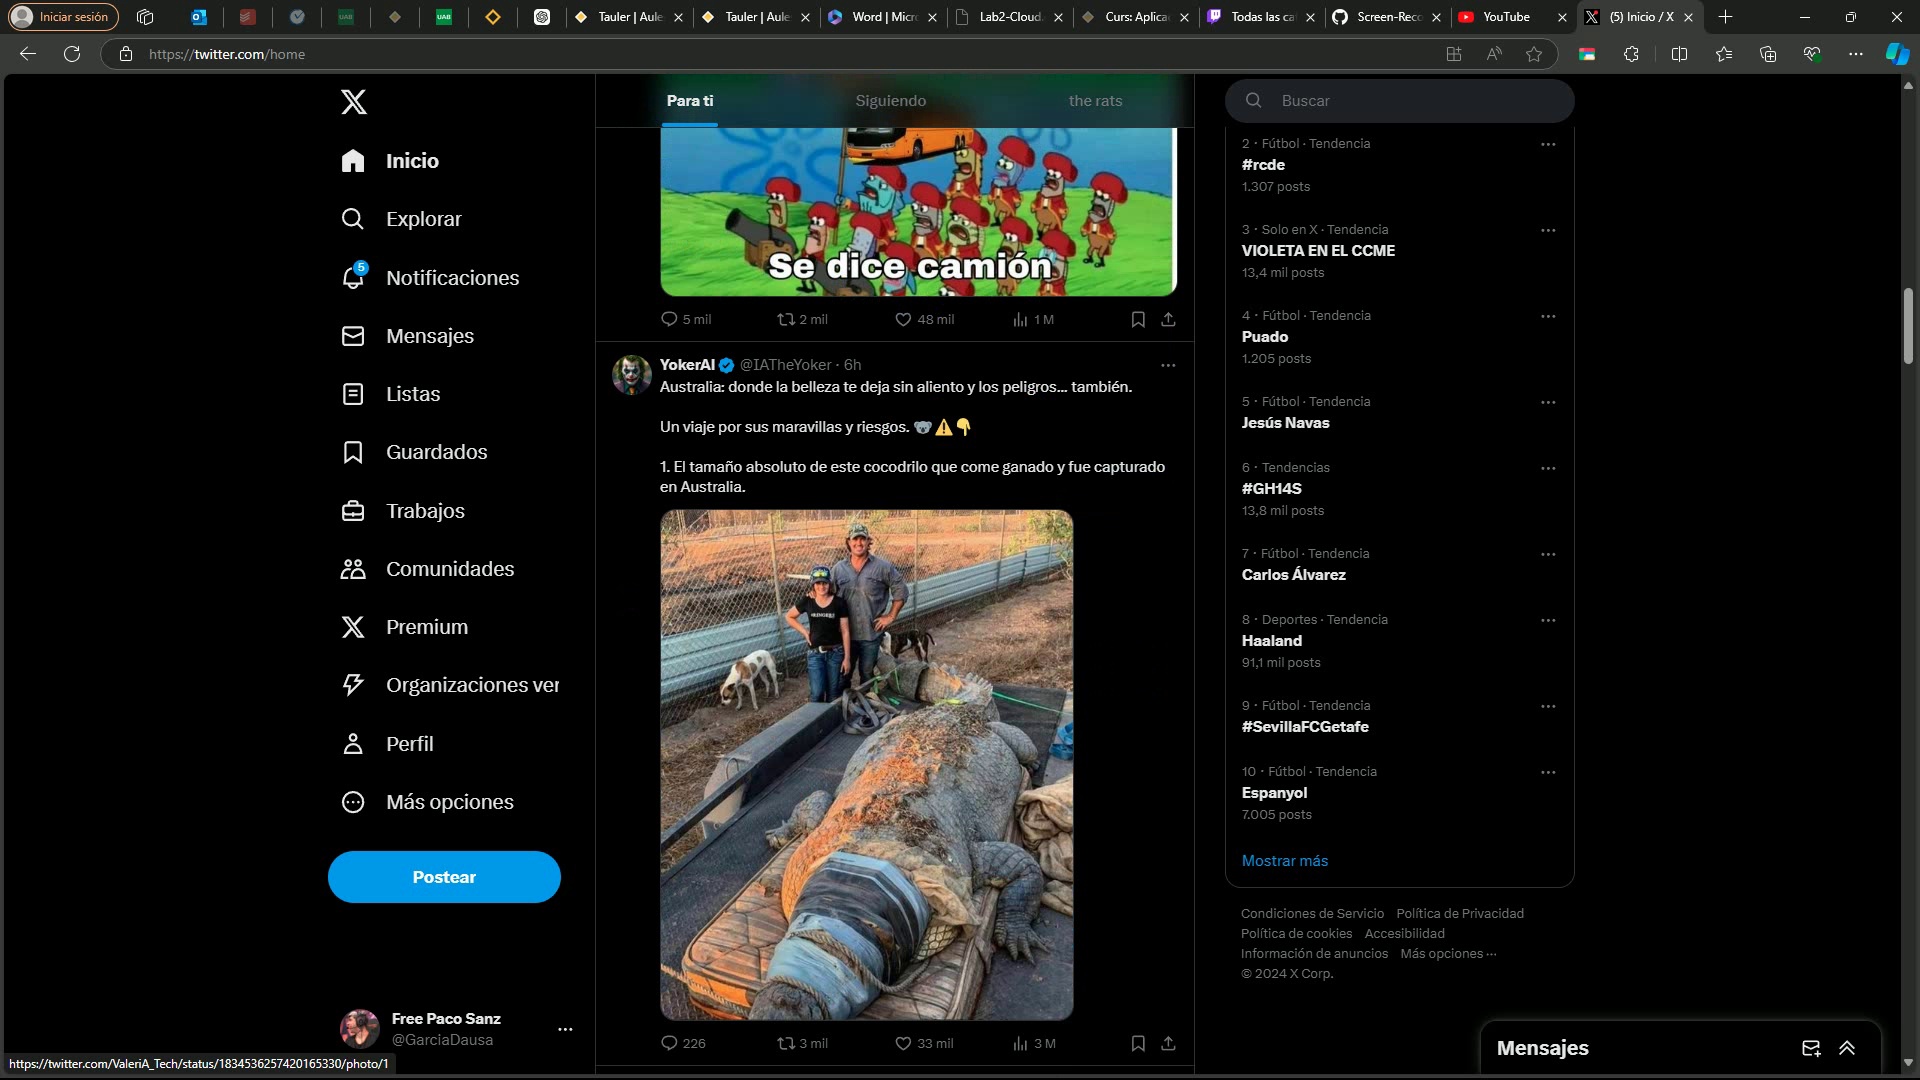 Iniciar sesión
Tauler | Aule
Tauler | Aule
Word | Micr
Lab2-Cloud.
Curs: Aplica
Todas las ca
Screen-Reco
YouTube
(5) Inicio / X
https://twitter.com/home
Inicio
Explorar
5
Notificaciones
Mensajes
Listas
Guardados
Trabajos
Comunidades
Premium
Organizaciones ver
Perfil
Más opciones
Postear
Free Paco Sanz
@GarciaDausa
https://twitter.com/ValeriA_Tech/status/1834536257420165330/photo/1
Para ti
Siguiendo
the rats
Se dice camión
5 mil
2 mil
48 mil
1 M
YokerAI @IATheYoker · 6h
Australia: donde la belleza te deja sin aliento y los peligros... también.
Un viaje por sus maravillas y riesgos. 🐨⚠️👇
1. El tamaño absoluto de este cocodrilo que come ganado y fue capturado
en Australia.
226
3 mil
33 mil
3 M
Buscar
2 · Fútbol · Tendencia
#rcde
1.307 posts
3 · Solo en X · Tendencia
VIOLETA EN EL CCME
13,4 mil posts
4 · Fútbol · Tendencia
Puado
1.205 posts
5 · Fútbol · Tendencia
Jesús Navas
6 · Tendencias
#GH14S
13,8 mil posts
7 · Fútbol · Tendencia
Carlos Álvarez
8 · Deportes · Tendencia
Haaland
91,1 mil posts
9 · Fútbol · Tendencia
#SevillaFCGetafe
10 · Fútbol · Tendencia
Espanyol
7.005 posts
Mostrar más
Condiciones de Servicio Política de Privacidad
Política de cookies Accesibilidad
Información de anuncios Más opciones ···
© 2024 X Corp.
Mensajes